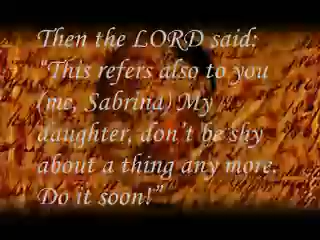 Then the LORD said:
“This refers also to you
(me, Sabrina) My
daughter, don’t be shy
about a thing any more.
Do it soon!”